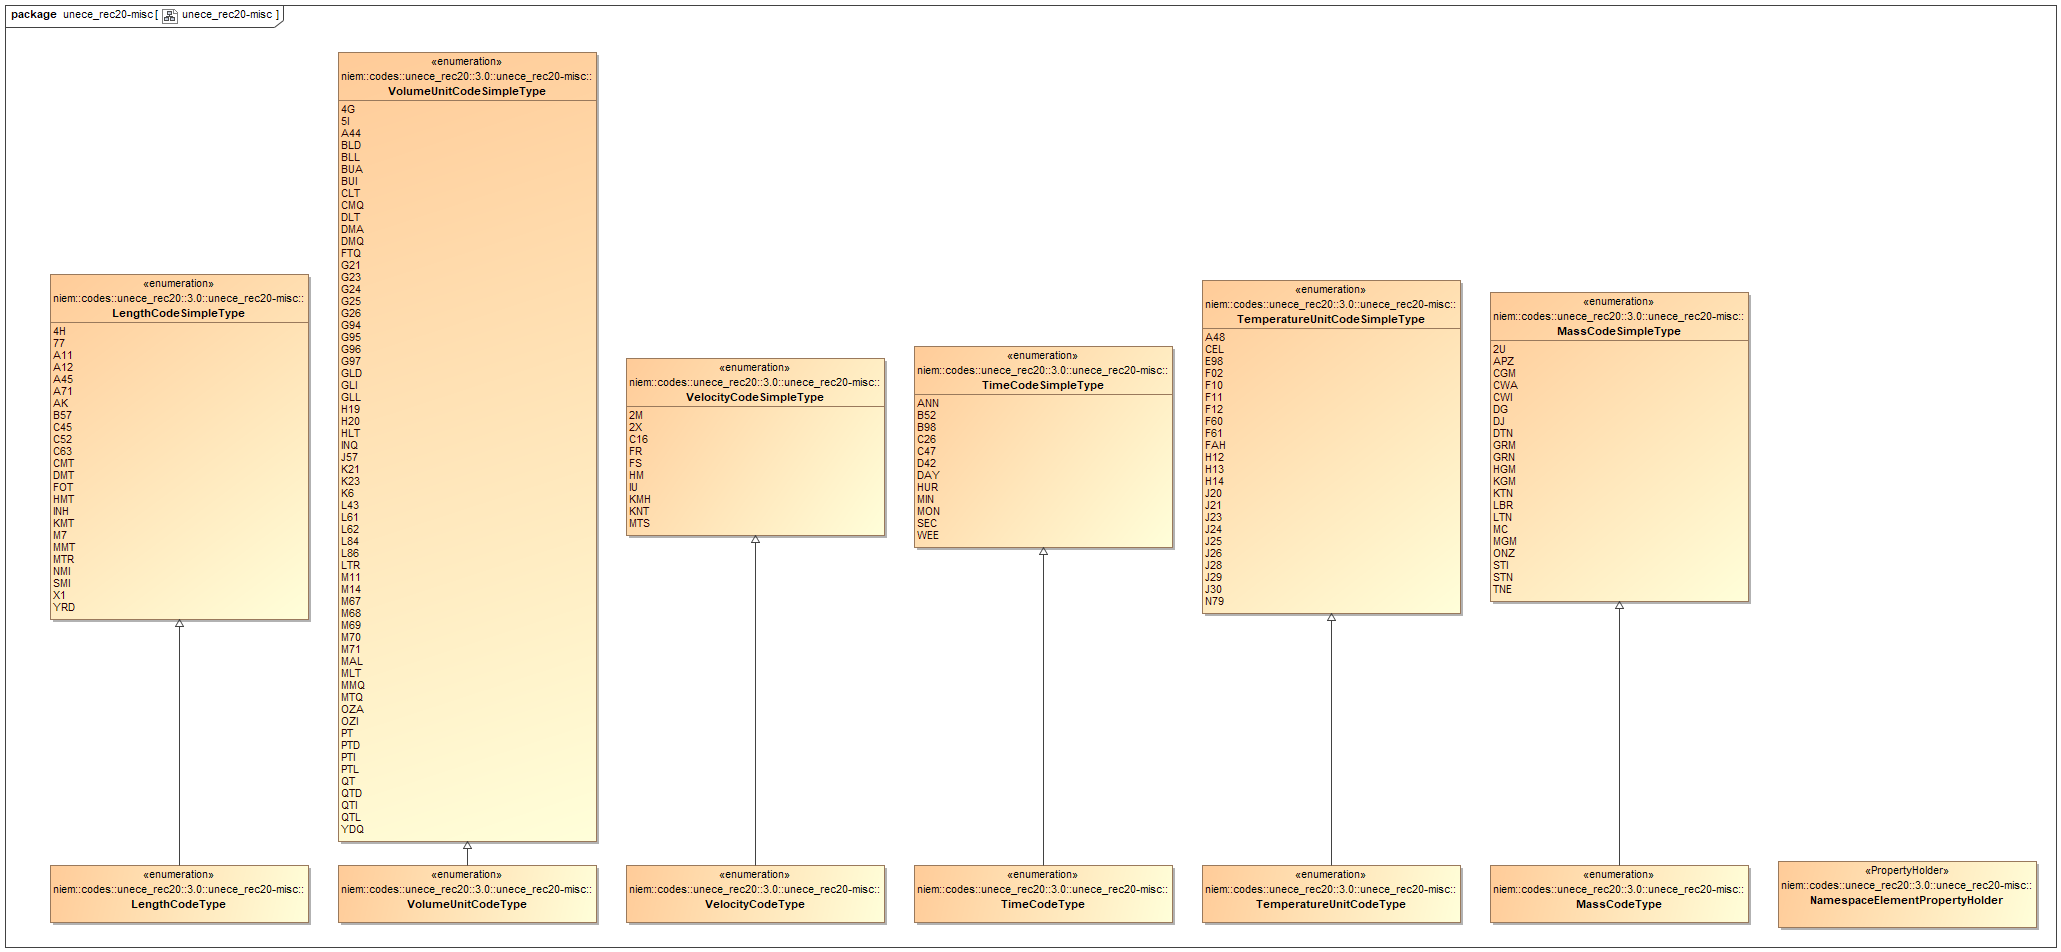 package unece_rec20-misc [ unece_rec20-misc ]
«enumeration»
niem::codes::unece_rec20::3.0::unece_rec20-misc::
LengthCodeSimpleType
4H
77
A11
A12
A45
A71
AK
B57
C45
C52
C63
CMT
DMT
FOT
HMT
INH
KMT
M7
MMT
MTR
NMI
SMI
X1
YRD
«enumeration»
niem::codes::unece_rec20::3.0::unece_rec20-misc::
VolumeUnitCodeSimpleType
4G
5I
A44
BLD
BLL
BUA
BUI
CLT
CMQ
DLT
DMA
DMQ
FTQ
G21
G23
G24
G25
G26
G94
G95
G96
G97
GLD
GLI
GLL
H19
H20
HLT
INQ
J57
K21
K23
K6
L43
L61
L62
L84
L86
LTR
M11
M14
M67
M68
M69
M70
M71
MAL
MLT
MMQ
MTQ
OZA
OZI
PT
PTD
PTI
PTL
QT
QTD
QTI
QTL
YDQ
«enumeration»
niem::codes::unece_rec20::3.0::unece_rec20-misc::
VelocityCodeSimpleType
2M
2X
C16
FR
FS
HM
IU
KMH
KNT
MTS
«enumeration»
niem::codes::unece_rec20::3.0::unece_rec20-misc::
TimeCodeSimpleType
ANN
B52
B98
C26
C47
D42
DAY
HUR
MIN
MON
SEC
WEE
«enumeration»
niem::codes::unece_rec20::3.0::unece_rec20-misc::
TemperatureUnitCodeSimpleType
A48
CEL
E98
F02
F10
F11
F12
F60
F61
FAH
H12
H13
H14
J20
J21
J23
J24
J25
J26
J28
J29
J30
N79
«enumeration»
niem::codes::unece_rec20::3.0::unece_rec20-misc::
MassCodeSimpleType
2U
APZ
CGM
CWA
CWI
DG
DJ
DTN
GRM
GRN
HGM
KGM
KTN
LBR
LTN
MC
MGM
ONZ
STI
STN
TNE
«enumeration»
niem::codes::unece_rec20::3.0::unece_rec20-misc::
LengthCodeType
«enumeration»
niem::codes::unece_rec20::3.0::unece_rec20-misc::
VolumeUnitCodeType
«enumeration»
niem::codes::unece_rec20::3.0::unece_rec20-misc::
VelocityCodeType
«enumeration»
niem::codes::unece_rec20::3.0::unece_rec20-misc::
TimeCodeType
«enumeration»
niem::codes::unece_rec20::3.0::unece_rec20-misc::
TemperatureUnitCodeType
«enumeration»
niem::codes::unece_rec20::3.0::unece_rec20-misc::
MassCodeType
«PropertyHolder»
niem::codes::unece_rec20::3.0::unece_rec20-misc::
NamespaceElementPropertyHolder